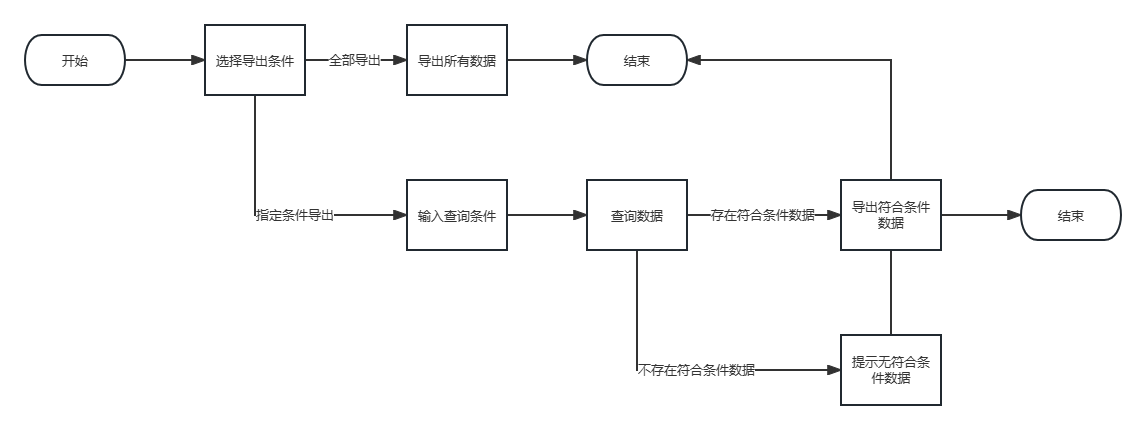 开始
选择导出条件
全部导出
导出所有数据
结束
指定条件导出
输入查询条件
查询数据
存在符合条件数据
导出符合条件
数据
结束
不存在符合条件数据
提示无符合条
件数据